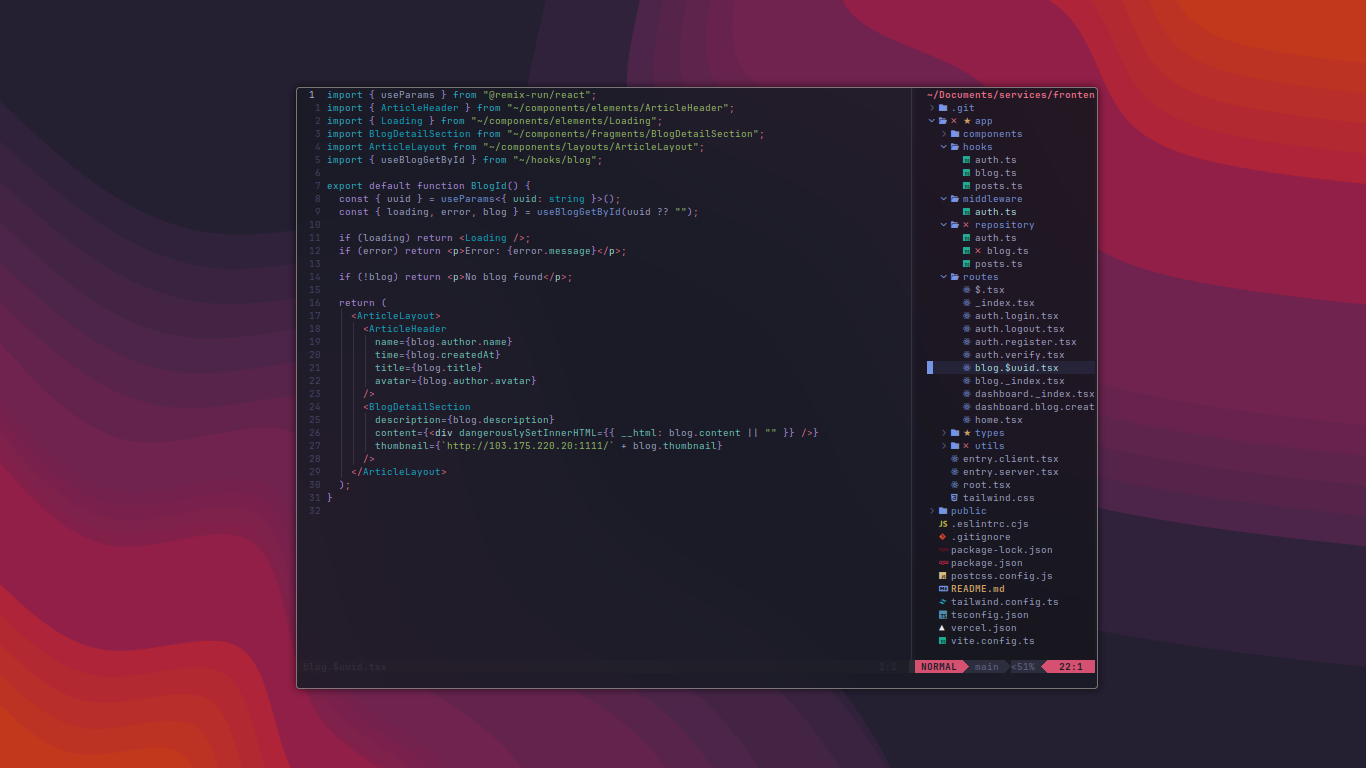 1 import { useParams } from "@remix-run/react";
1 import { ArticleHeader } from "~/components/elements/ArticleHeader";
2 import { Loading } from "~/components/elements/Loading";
3 import BlogDetailSection from "~/components/fragments/BlogDetailSection";
4 import ArticleLayout from "~/components/layouts/ArticleLayout";
5 import { useBlogGetById } from "~/hooks/blog";
6
7 export default function BlogId() {
8   const { uuid } = useParams<{ uuid: string }>();
9   const { loading, error, blog } = useBlogGetById(uuid ?? "");
10
11   if (loading) return <Loading />;
12   if (error) return <p>Error: {error.message}</p>;
13
14   if (!blog) return <p>No blog found</p>;
15
16   return (
17     <ArticleLayout>
18       <ArticleHeader
19         name={blog.author.name}
20         time={blog.createdAt}
21         title={blog.title}
22         avatar={blog.author.avatar}
23       />
24       <BlogDetailSection
25         description={blog.description}
26         content={<div dangerouslySetInnerHTML={{ __html: blog.content || "" }} />}
27         thumbnail={`http://103.175.220.20:1111/` + blog.thumbnail}
28       />
29     </ArticleLayout>
30   );
31 }
32
blog.$uuid.tsx 1:1
~/Documents/services/fronten
.git
app
components
hooks
auth.ts
blog.ts
posts.ts
middleware
auth.ts
repository
auth.ts
blog.ts
posts.ts
routes
$.tsx
_index.tsx
auth.login.tsx
auth.logout.tsx
auth.register.tsx
auth.verify.tsx
blog.$uuid.tsx
blog._index.tsx
dashboard._index.tsx
dashboard.blog.creat
home.tsx
types
utils
entry.client.tsx
entry.server.tsx
root.tsx
tailwind.css
public
JS .eslintrc.cjs
.gitignore
package-lock.json
package.json
postcss.config.js
README.md
tailwind.config.ts
tsconfig.json
vercel.json
vite.config.ts
NORMAL main <51% 22:1